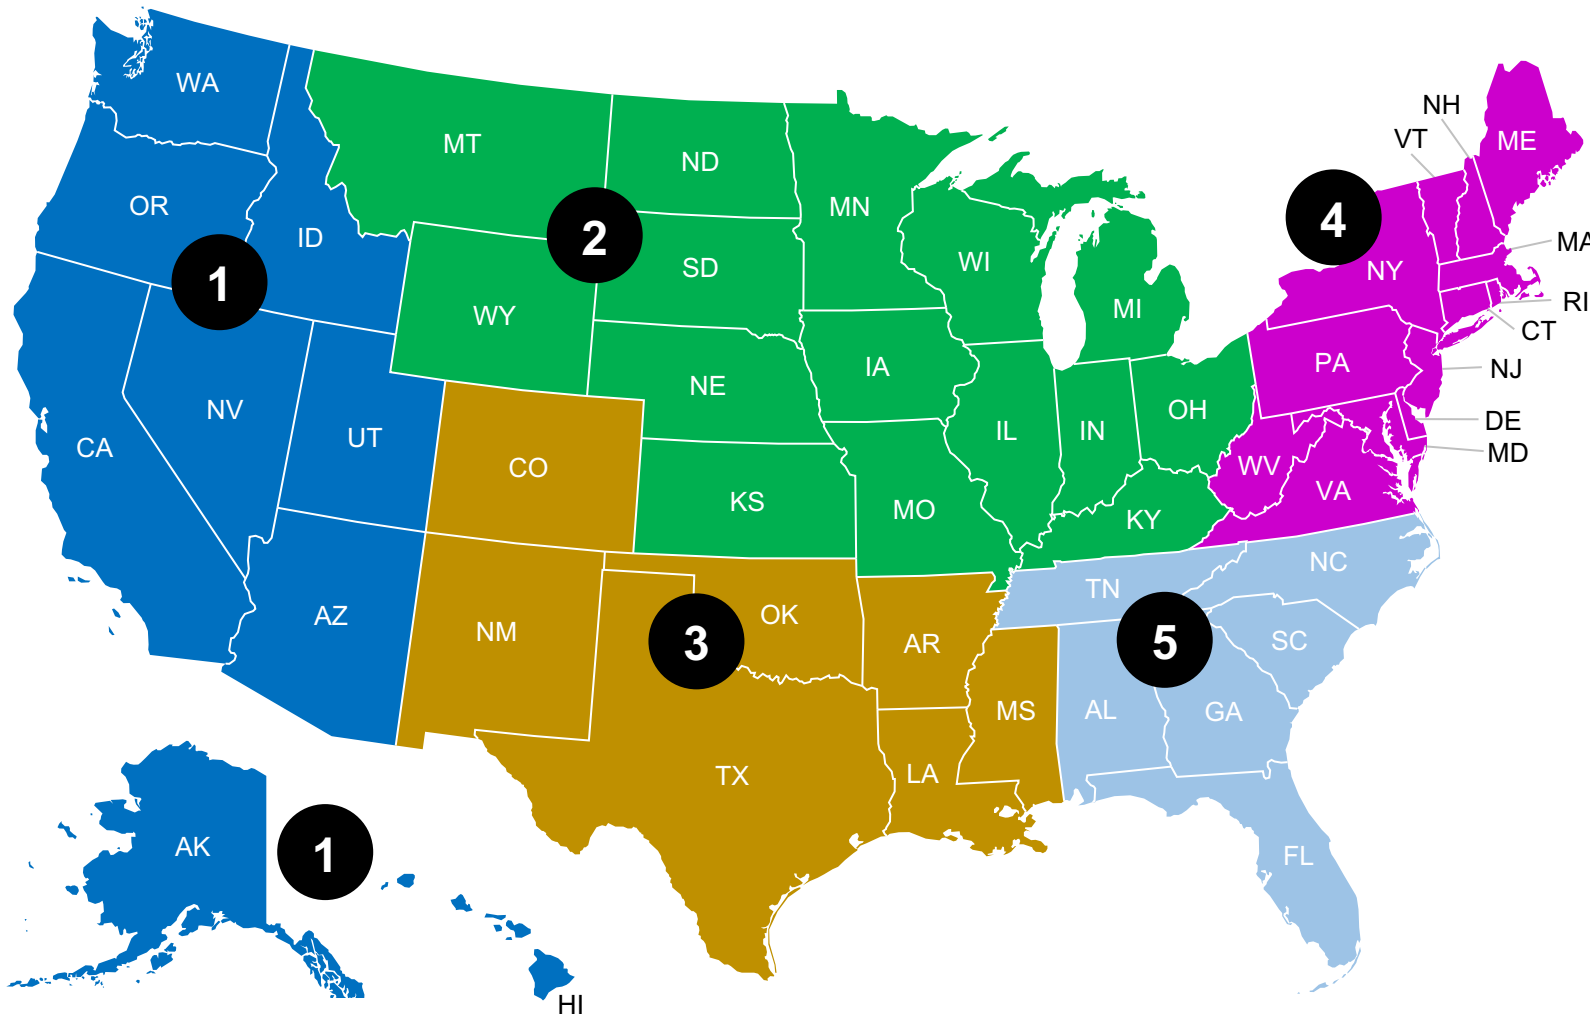 WA
MT
ND
MN
OR
ID
1
2
SD
WI
MI
WY
NE
IA
CA
NV
UT
CO
KS
MO
IL
IN
OH
KY
AZ
NM
3
OK
AR
TX
LA
MS
4
NH
VT
ME
NY
MA
RI
CT
PA
NJ
DE
MD
WV
VA
TN
NC
5
SC
AL
GA
FL
AK
1
HI